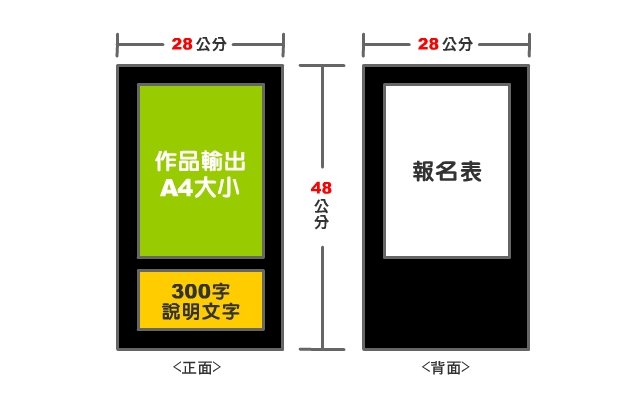 28公分
28公分
作品輸出
A4大小
報名表
48
公
分
300字
說明文字
<正面>
<背面>